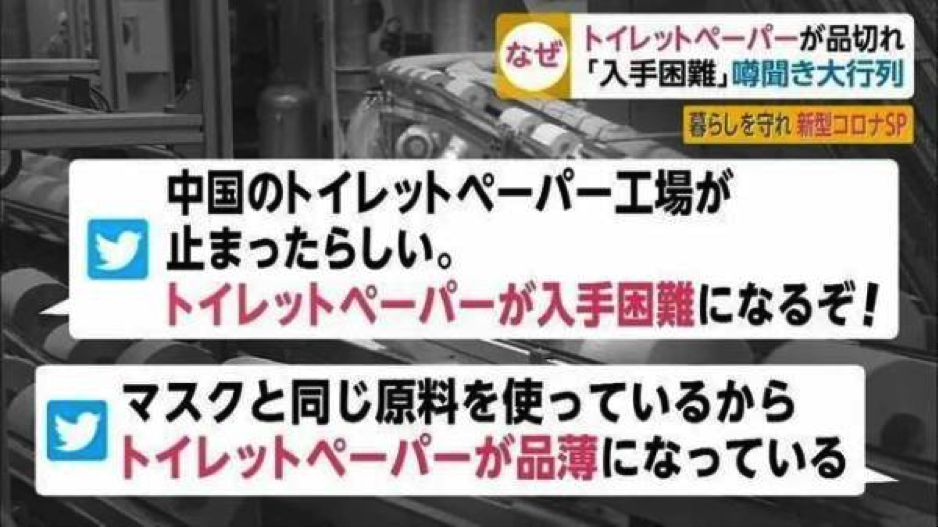 なぜ
トイレットペーパーが品切れ
「入手困難」噂聞き大行列
暮らしを守れ 新型コロナSP
中国のトイレットペーパー工場が
止まったらしい。
トイレットペーパーが入手困難になるぞ!
マスクと同じ原料を使っているから
トイレットペーパーが品薄になっている